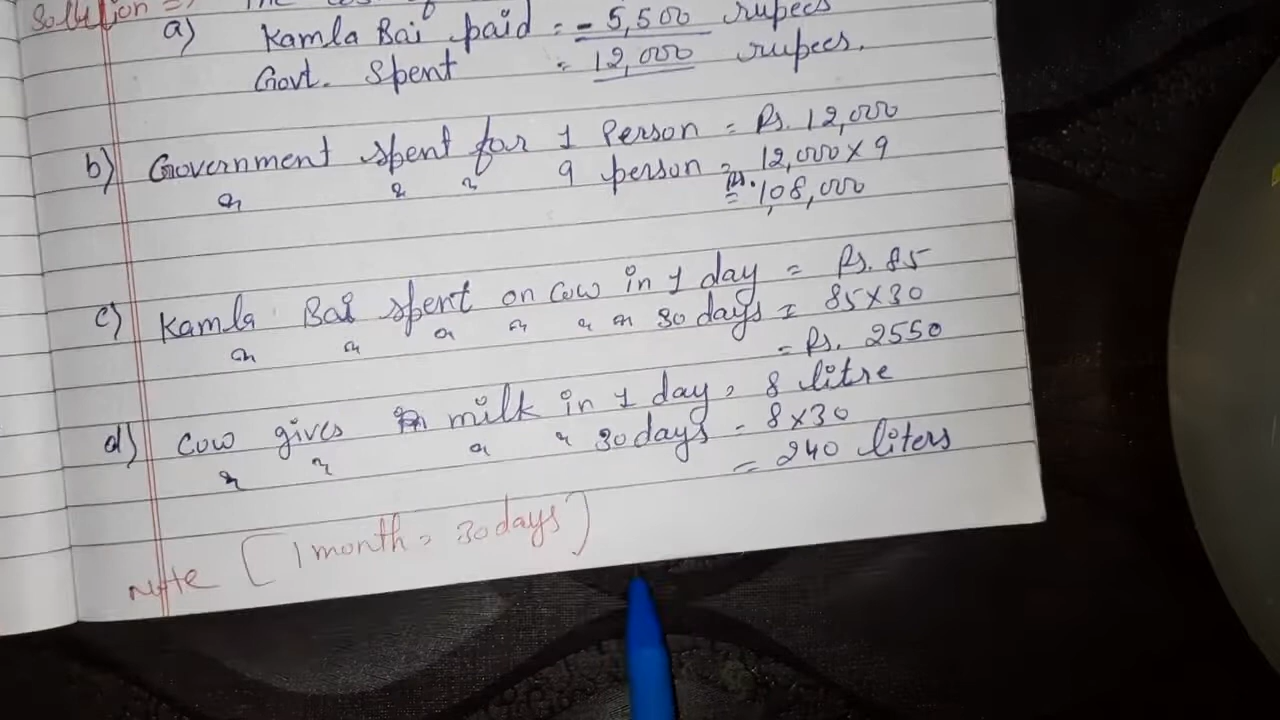 Solution => The cos
a) Kamla Bai paid = - 5,500 rupees
Govt. Spent = 12,000 rupees.
b) Government spent for 1 Person = Rs. 12,000
" " " 9 person = 12,000 × 9
= Rs. 108,000
c) Kamla Bai spent on cow in 1 day = Rs. 85
" " " " " " 30 days = 85×30
= Rs. 2550
d) Cow gives milk in 1 day = 8 litre
" " " " 30 days = 8×30
= 240 liters
Note [1 month = 30 days]